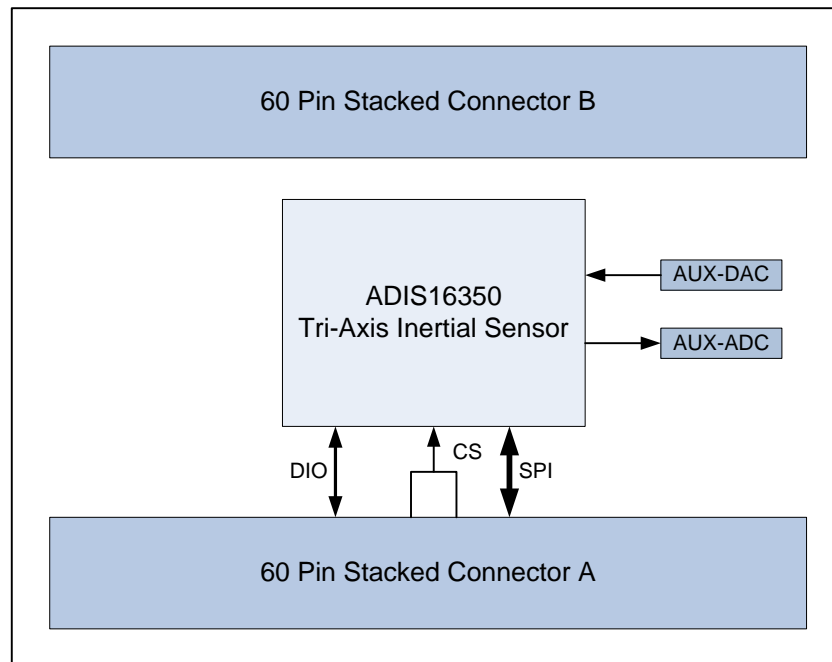 60 Pin Stacked Connector B
ADIS16350
Tri-Axis Inertial Sensor
AUX-DAC
AUX-ADC
DIO
CS
SPI
60 Pin Stacked Connector A